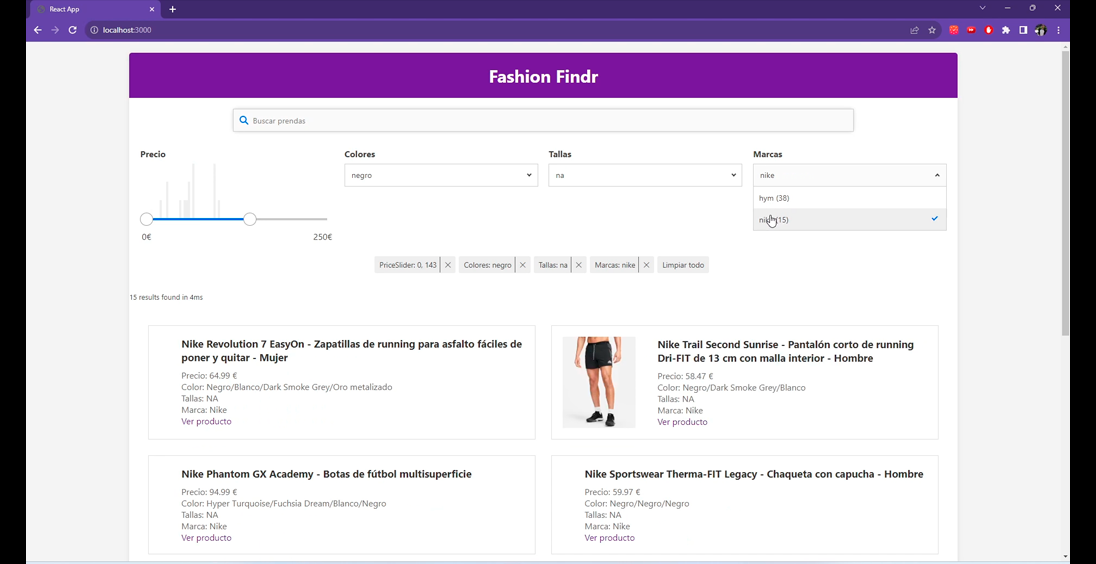 React App
localhost:3000
Fashion Findr
Buscar prendas
Precio
Colores
Tallas
Marcas
negro
na
nike
hym (38)
(15)
0€
250€
PriceSlider: 0, 143
Colores: negro
Tallas: na
Marcas: nike
Limpiar todo
15 results found in 4ms
Nike Revolution 7 EasyOn - Zapatillas de running para asfalto fáciles de
poner y quitar - Mujer
Precio: 64.99 €
Color: Negro/Blanco/Dark Smoke Grey/Oro metalizado
Tallas: NA
Marca: Nike
Ver producto
Nike Trail Second Sunrise - Pantalón corto de running
Dri-FIT de 13 cm con malla interior - Hombre
Precio: 58.47 €
Color: Negro/Dark Smoke Grey/Blanco
Tallas: NA
Marca: Nike
Ver producto
Nike Phantom GX Academy - Botas de fútbol multisuperficie
Precio: 94.99 €
Color: Hyper Turquoise/Fuchsia Dream/Blanco/Negro
Tallas: NA
Marca: Nike
Ver producto
Nike Sportswear Therma-FIT Legacy - Chaqueta con capucha - Hombre
Precio: 59.97 €
Color: Negro/Negro/Negro
Tallas: NA
Marca: Nike
Ver producto